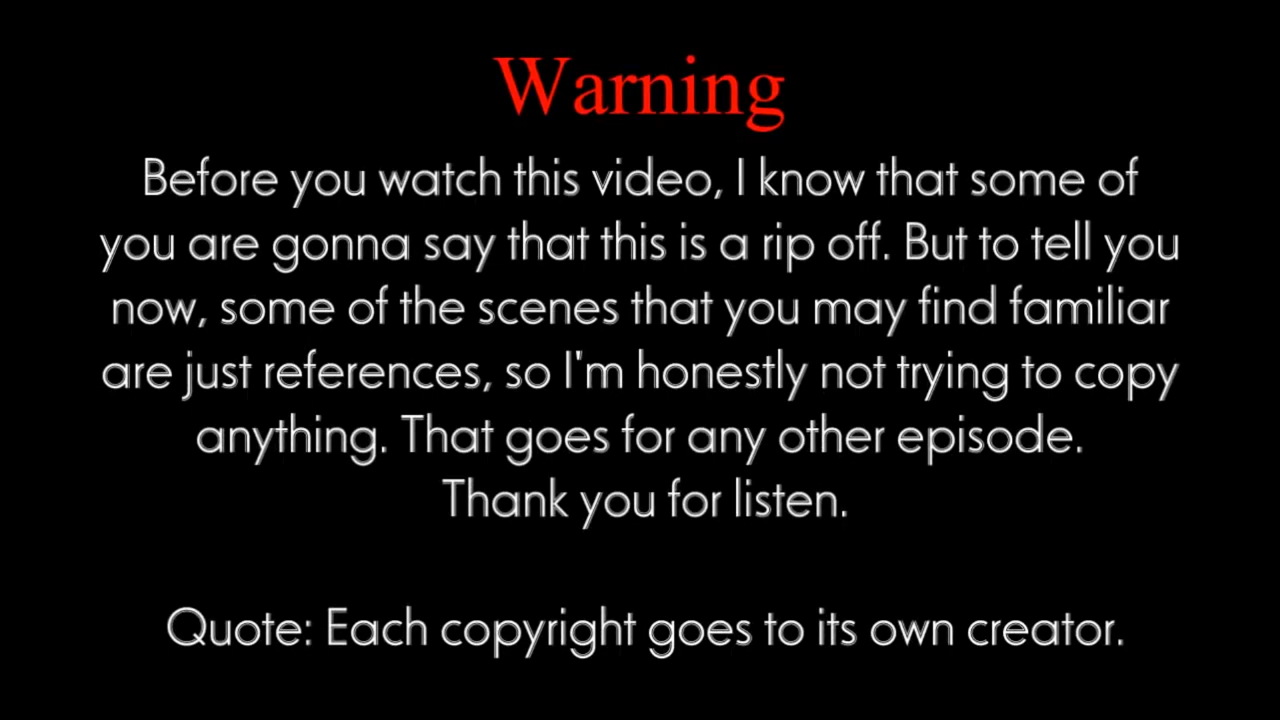 Warning
Before you watch this video, I know that some of
you are gonna say that this is a rip off. But to tell you
now, some of the scenes that you may find familiar
are just references, so I'm honestly not trying to copy
anything. That goes for any other episode.
Thank you for listen.
Quote: Each copyright goes to its own creator.